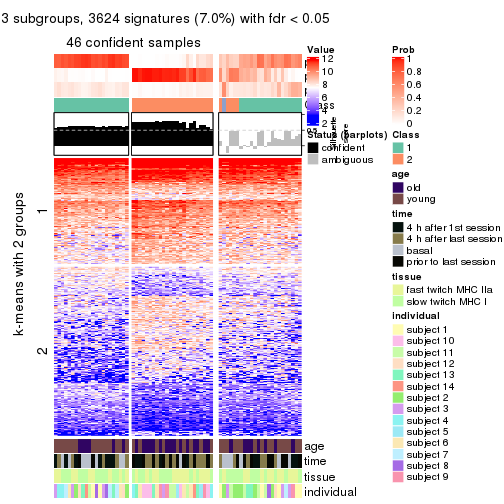 3 subgroups, 3624 signatures (7.0%) with fdr < 0.05
46 confident samples
k-means with 2 groups
1
2
Class
age
time
tissue
individual
Value
12
10
8
6
4
2
Status (barplots)
confident
ambiguous
Prob
1
0.8
0.6
0.4
0.2
0
Class
1
2
age
old
young
time
4 h after 1st session
4 h after last session
basal
prior to last session
tissue
fast twitch MHC IIa
slow twitch MHC I
individual
subject 1
subject 10
subject 11
subject 12
subject 13
subject 14
subject 2
subject 3
subject 4
subject 5
subject 6
subject 7
subject 8
subject 9